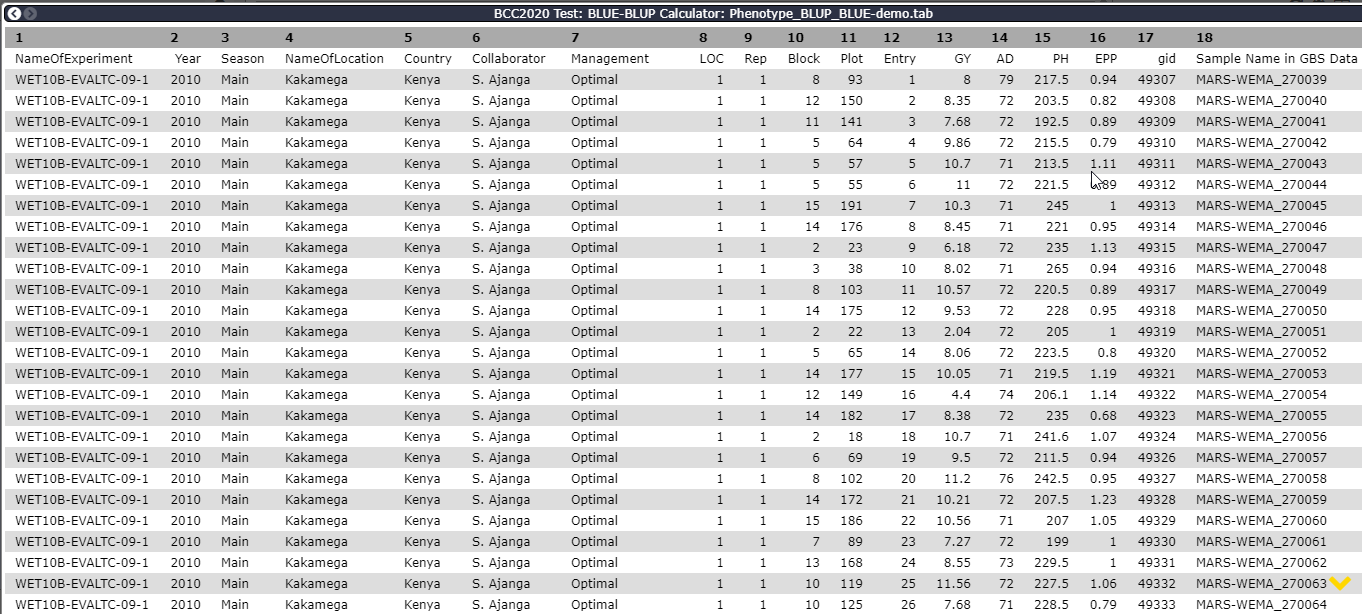 BCC2020 Test: BLUE-BLUP Calculator: Phenotype_BLUP_BLUE-demo.tab
1 2 3 4 5 6 7 8 9 10 11 12 13 14 15 16 17 18
NameOfExperiment Year Season NameOfLocation Country Collaborator Management LOC Rep Block Plot Entry GY AD PH EPP gid Sample Name in GBS Data
WET10B-EVALTC-09-1 2010 Main Kakamega Kenya S. Ajanga Optimal 1 1 8 93 1 8 79 217.5 0.94 49307 MARS-WEMA_270039
WET10B-EVALTC-09-1 2010 Main Kakamega Kenya S. Ajanga Optimal 1 1 12 150 2 8.35 72 203.5 0.82 49308 MARS-WEMA_270040
WET10B-EVALTC-09-1 2010 Main Kakamega Kenya S. Ajanga Optimal 1 1 11 141 3 7.68 72 192.5 0.89 49309 MARS-WEMA_270041
WET10B-EVALTC-09-1 2010 Main Kakamega Kenya S. Ajanga Optimal 1 1 5 64 4 9.86 72 215.5 0.79 49310 MARS-WEMA_270042
WET10B-EVALTC-09-1 2010 Main Kakamega Kenya S. Ajanga Optimal 1 1 5 57 5 10.7 71 213.5 1.11 49311 MARS-WEMA_270043
WET10B-EVALTC-09-1 2010 Main Kakamega Kenya S. Ajanga Optimal 1 1 5 55 6 11 72 221.5 49312 MARS-WEMA_270044
WET10B-EVALTC-09-1 2010 Main Kakamega Kenya S. Ajanga Optimal 1 1 15 191 7 10.3 71 245 1 49313 MARS-WEMA_270045
WET10B-EVALTC-09-1 2010 Main Kakamega Kenya S. Ajanga Optimal 1 1 14 176 8 8.45 71 221 0.95 49314 MARS-WEMA_270046
WET10B-EVALTC-09-1 2010 Main Kakamega Kenya S. Ajanga Optimal 1 1 2 23 9 6.18 72 235 1.13 49315 MARS-WEMA_270047
WET10B-EVALTC-09-1 2010 Main Kakamega Kenya S. Ajanga Optimal 1 1 3 38 10 8.02 71 265 0.94 49316 MARS-WEMA_270048
WET10B-EVALTC-09-1 2010 Main Kakamega Kenya S. Ajanga Optimal 1 1 8 103 11 10.57 72 220.5 0.89 49317 MARS-WEMA_270049
WET10B-EVALTC-09-1 2010 Main Kakamega Kenya S. Ajanga Optimal 1 1 14 175 12 9.53 72 228 0.95 49318 MARS-WEMA_270050
WET10B-EVALTC-09-1 2010 Main Kakamega Kenya S. Ajanga Optimal 1 1 2 22 13 2.04 72 205 1 49319 MARS-WEMA_270051
WET10B-EVALTC-09-1 2010 Main Kakamega Kenya S. Ajanga Optimal 1 1 5 65 14 8.06 72 223.5 0.8 49320 MARS-WEMA_270052
WET10B-EVALTC-09-1 2010 Main Kakamega Kenya S. Ajanga Optimal 1 1 14 177 15 10.05 71 219.5 1.19 49321 MARS-WEMA_270053
WET10B-EVALTC-09-1 2010 Main Kakamega Kenya S. Ajanga Optimal 1 1 12 149 16 4.4 74 206.1 1.14 49322 MARS-WEMA_270054
WET10B-EVALTC-09-1 2010 Main Kakamega Kenya S. Ajanga Optimal 1 1 14 182 17 8.38 72 235 0.68 49323 MARS-WEMA_270055
WET10B-EVALTC-09-1 2010 Main Kakamega Kenya S. Ajanga Optimal 1 1 2 18 18 10.7 71 241.6 1.07 49324 MARS-WEMA_270056
WET10B-EVALTC-09-1 2010 Main Kakamega Kenya S. Ajanga Optimal 1 1 6 69 19 9.5 72 211.5 0.94 49326 MARS-WEMA_270057
WET10B-EVALTC-09-1 2010 Main Kakamega Kenya S. Ajanga Optimal 1 1 8 102 20 11.2 76 242.5 0.95 49327 MARS-WEMA_270058
WET10B-EVALTC-09-1 2010 Main Kakamega Kenya S. Ajanga Optimal 1 1 14 172 21 10.21 72 207.5 1.23 49328 MARS-WEMA_270059
WET10B-EVALTC-09-1 2010 Main Kakamega Kenya S. Ajanga Optimal 1 1 15 186 22 10.56 71 207 1.05 49329 MARS-WEMA_270060
WET10B-EVALTC-09-1 2010 Main Kakamega Kenya S. Ajanga Optimal 1 1 7 89 23 7.27 72 199 1 49330 MARS-WEMA_270061
WET10B-EVALTC-09-1 2010 Main Kakamega Kenya S. Ajanga Optimal 1 1 13 168 24 8.55 73 229.5 1 49331 MARS-WEMA_270062
WET10B-EVALTC-09-1 2010 Main Kakamega Kenya S. Ajanga Optimal 1 1 10 119 25 11.56 72 227.5 1.06 49332 MARS-WEMA_270063
WET10B-EVALTC-09-1 2010 Main Kakamega Kenya S. Ajanga Optimal 1 1 10 125 26 7.68 71 228.5 0.79 49333 MARS-WEMA_270064